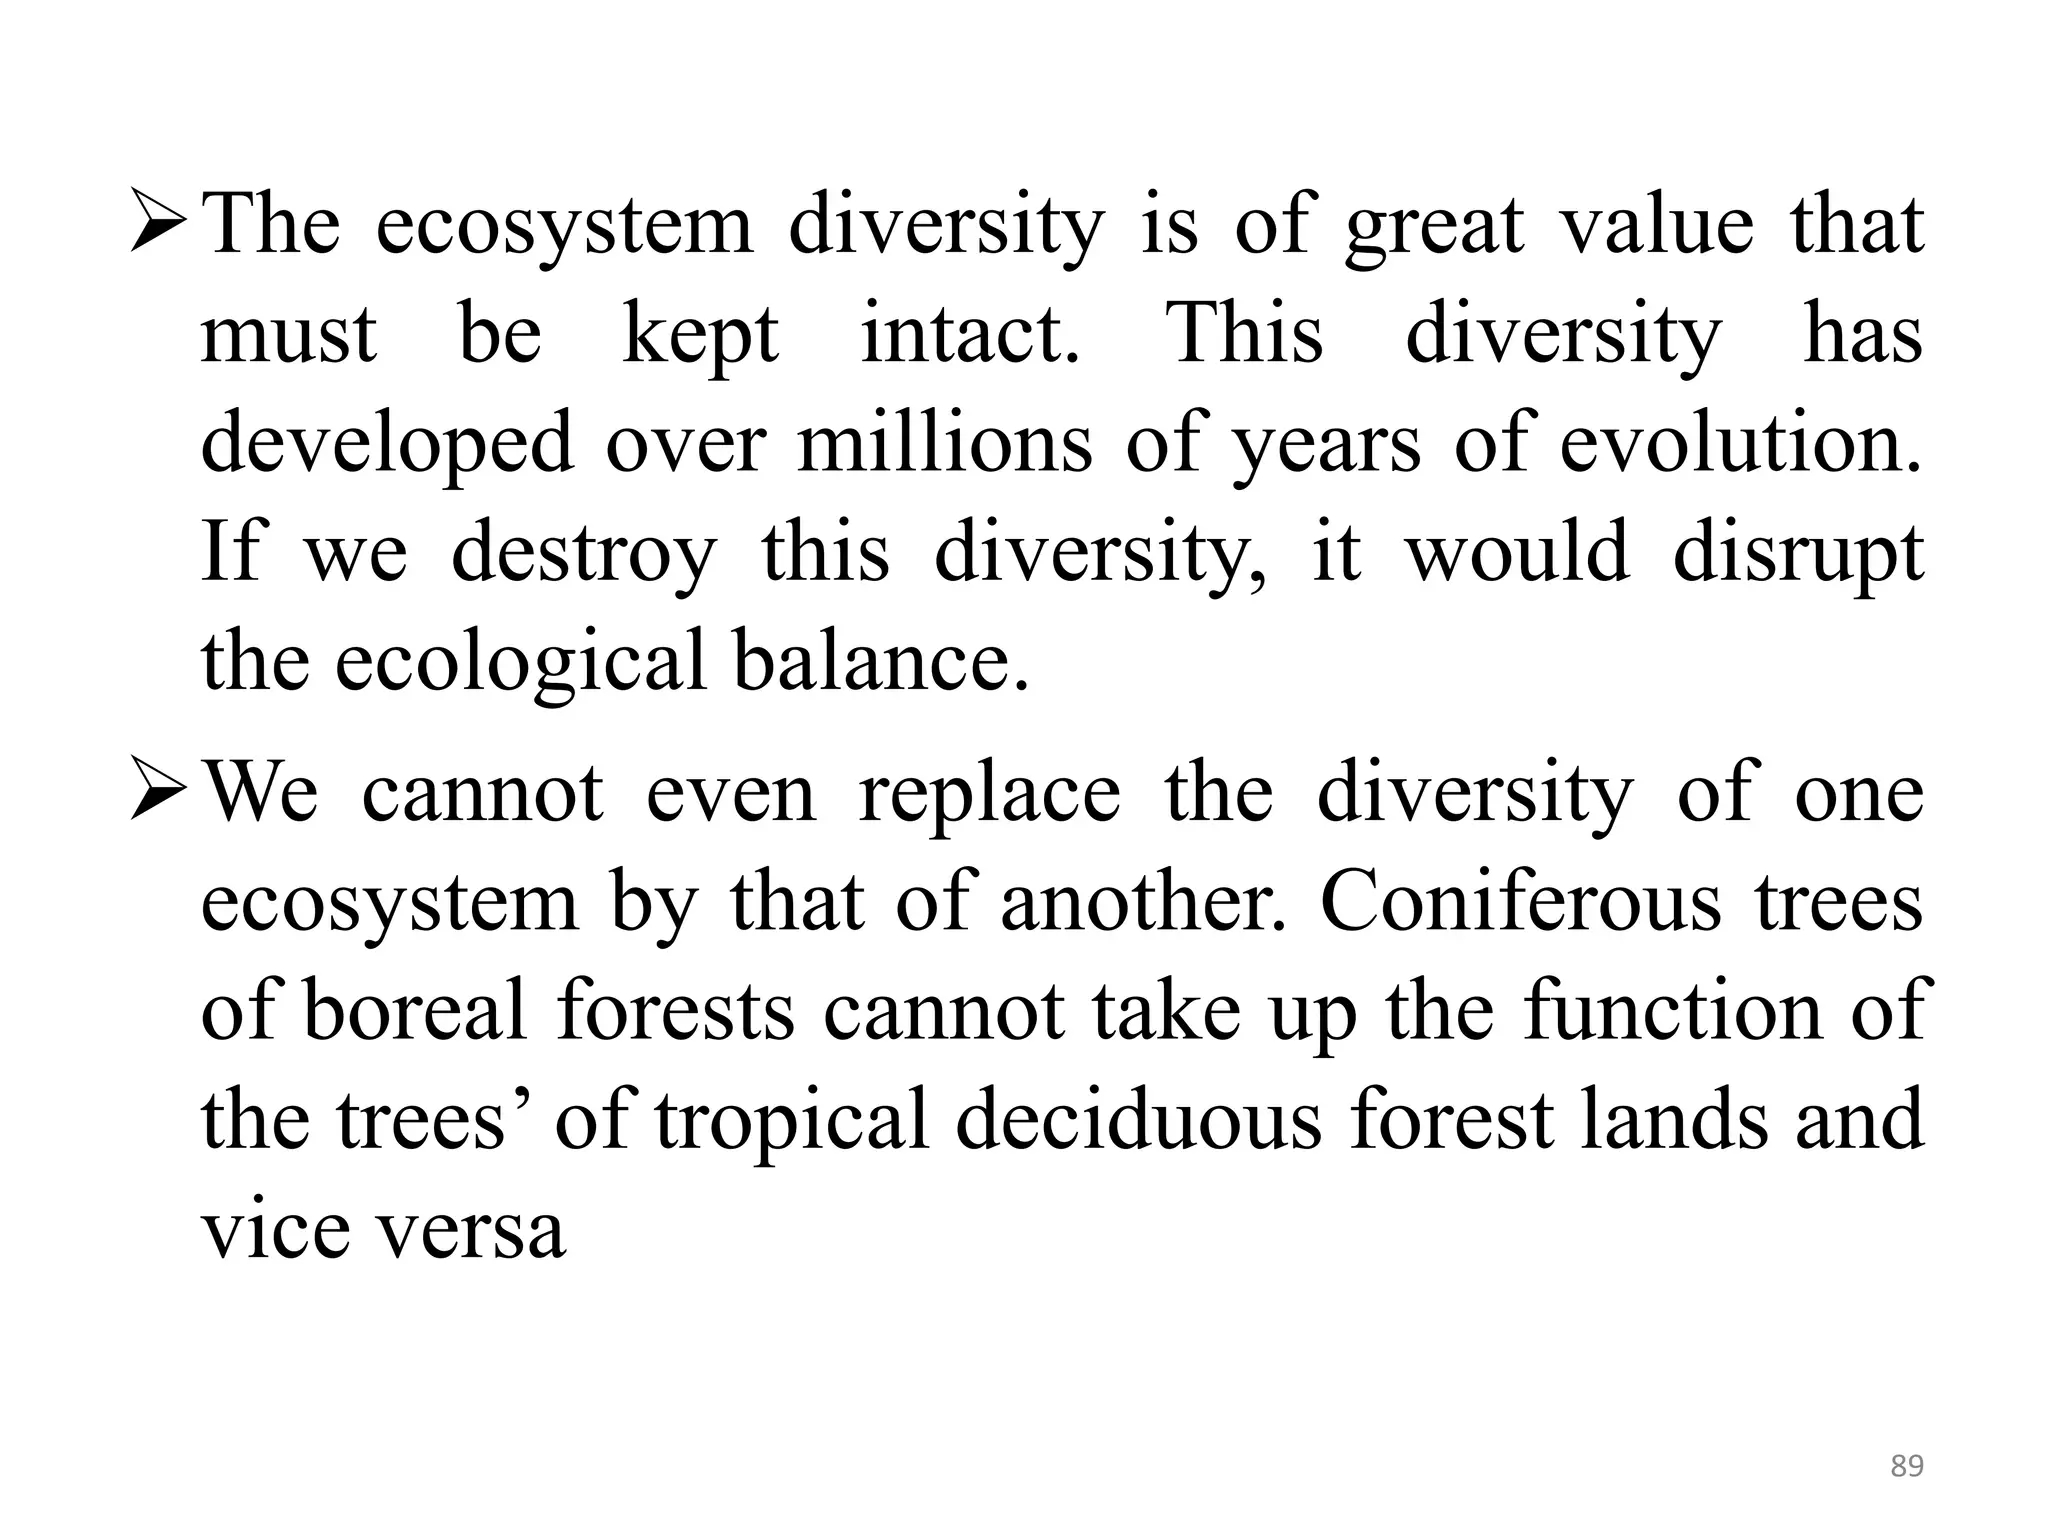 ➢The ecosystem diversity is of great value that
must be kept intact. This diversity has
developed over millions of years of evolution.
If we destroy this diversity, it would disrupt
the ecological balance.
➢We cannot even replace the diversity of one
ecosystem by that of another. Coniferous trees
of boreal forests cannot take up the function of
the trees’ of tropical deciduous forest lands and
vice versa
89